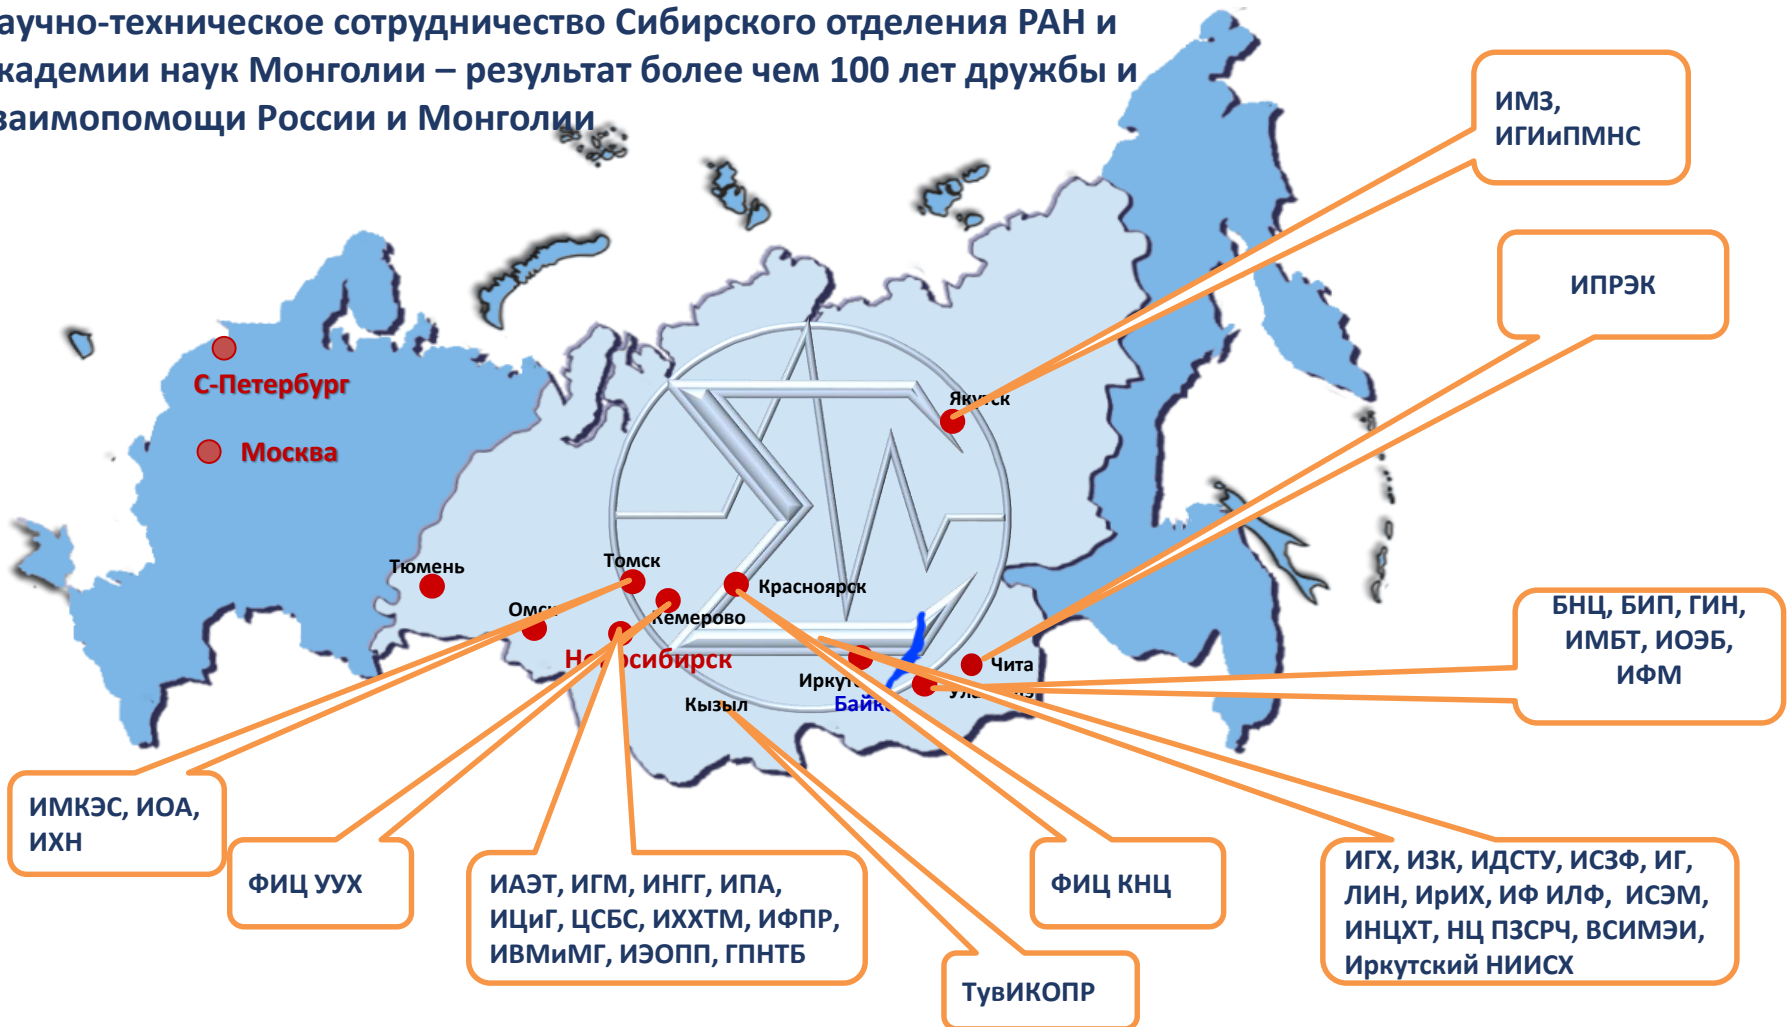 аучно-техническое сотрудничество Сибирского отделения РАН и
кадемии наук Монголии – результат более чем 100 лет дружбы и
заимопомощи России и Монголии
ИМЗ,
ИГИиПМНС
ИПРЭК
С-Петербург
Якутск
Москва
Тюмень
Томск
Красноярск
Омск
Кемерово
Новосибирск
Чита
БНЦ, БИП, ГИН,
ИМБТ, ИОЭБ,
ИФМ
Кызыл
ИМКЭС, ИОА,
ИХН
ФИЦ УУХ
ИАЭТ, ИГМ, ИНГГ, ИПА,
ИЦиГ, ЦСБС, ИХХТМ, ИФПР,
ИВМиМГ, ИЭОПП, ГПНТБ
ТувИКОПР
ФИЦ КНЦ
ИГХ, ИЗК, ИДСТУ, ИСЗФ, ИГ,
ЛИН, ИрИХ, ИФ ИЛФ, ИСЭМ,
ИНЦХТ, НЦ ПЗСРЧ, ВСИМЭИ,
Иркутский НИИСХ